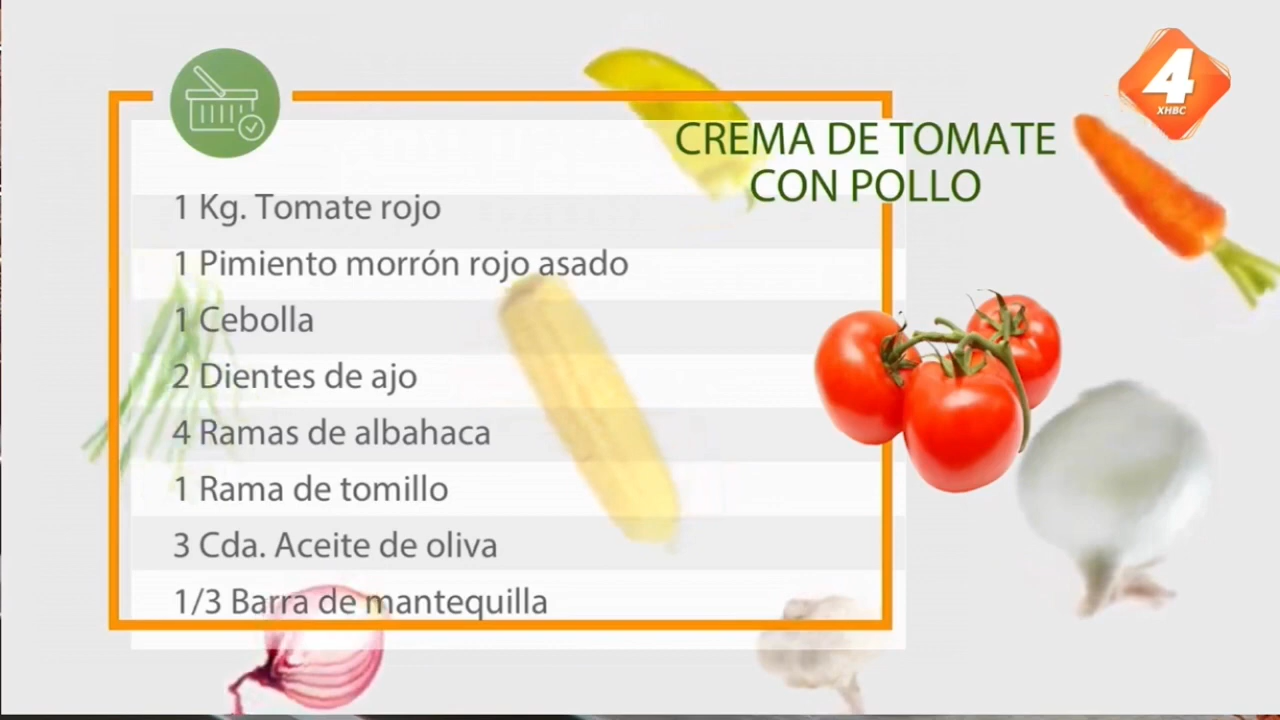 4
XHBC
CREMA DE TOMATE
CON POLLO
1 Kg. Tomate rojo
1 Pimiento morrón rojo asado
1 Cebolla
2 Dientes de ajo
4 Ramas de albahaca
1 Rama de tomillo
3 Cda. Aceite de oliva
1/3 Barra de mantequilla